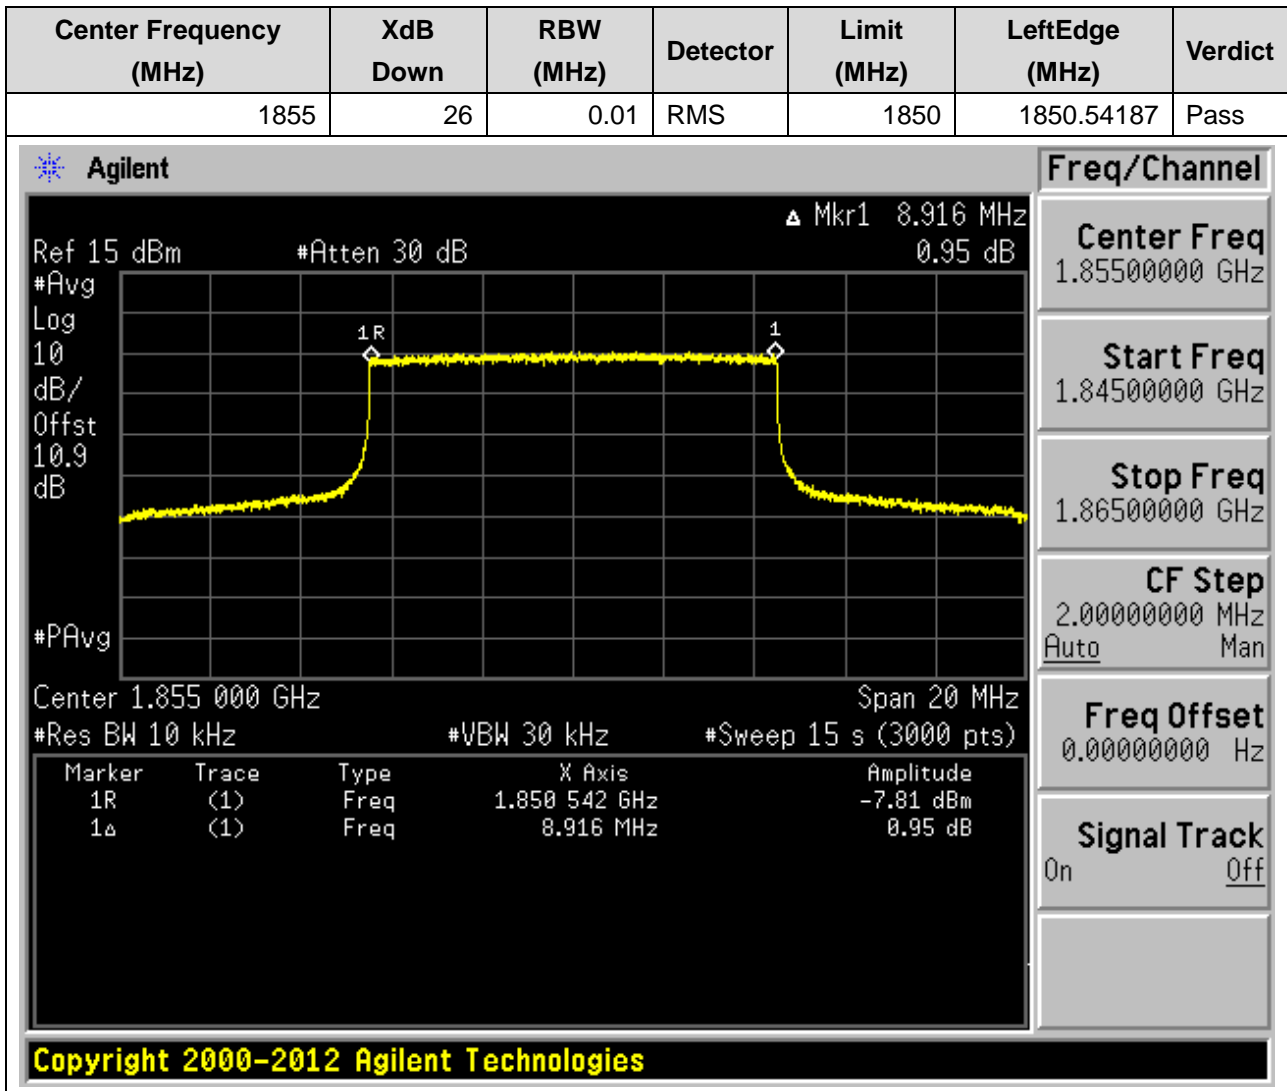 Center Frequency (MHz) XdB Down RBW (MHz) Detector Limit (MHz) LeftEdge (MHz) Verdict
1855 26 0.01 RMS 1850 1850.54187 Pass
Agilent
Freq/Channel
Δ Mkr1 8.916 MHz
Ref 15 dBm #Atten 30 dB 0.95 dB
#Avg
Log
10
dB/
Offst
10.9
dB
#PAvg
1R
1
Center 1.855 000 GHz Span 20 MHz
#Res BW 10 kHz #VBW 30 kHz #Sweep 15 s (3000 pts)
Marker Trace Type X Axis Amplitude
1R (1) Freq 1.850 542 GHz -7.81 dBm
1Δ (1) Freq 8.916 MHz 0.95 dB
Center Freq
1.85500000 GHz
Start Freq
1.84500000 GHz
Stop Freq
1.86500000 GHz
CF Step
2.00000000 MHz
Auto Man
Freq Offset
0.00000000 Hz
Signal Track
On Off
Copyright 2000-2012 Agilent Technologies